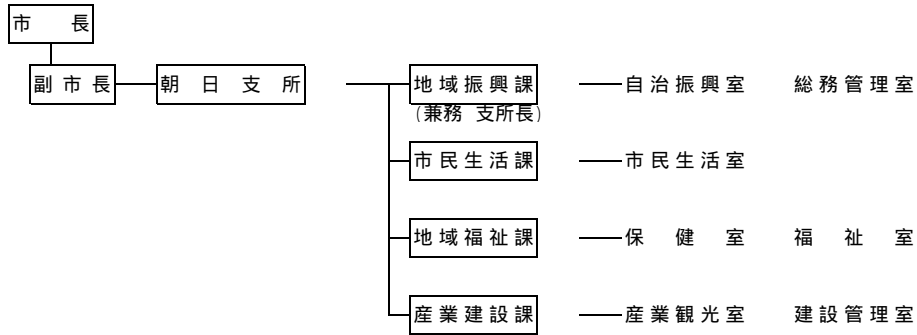 市長
副市長 朝日支所 地域振興課 自治振興室 総務管理室
(兼務 支所長)
市民生活課 市民生活室
地域福祉課 保健室 福祉室
産業建設課 産業観光室 建設管理室